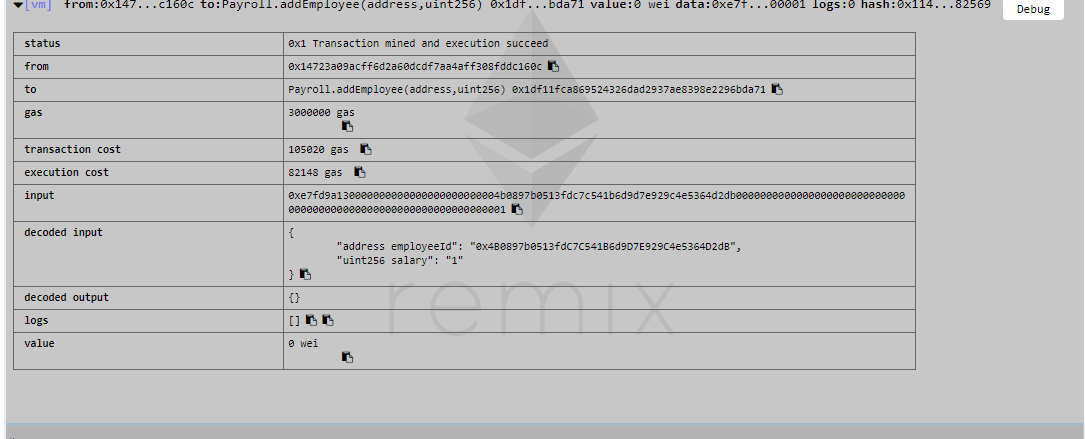 [vm] from:0x147...c160c to:Payroll.addEmployee(address,uint256) 0x1df...bda71 value:0 wei data:0xe7f...00001 logs:0 hash:0x114...82569
Debug
status 0x1 Transaction mined and execution succeed
from 0x14723a09acff6d2a60dcdf7aa4aff308fddc160c
to Payroll.addEmployee(address,uint256) 0x1df11fca869524326dad2937ae8398e2296bda71
gas 3000000 gas
transaction cost 105020 gas
execution cost 82148 gas
input 0xe7fd9a130000000000000000000000004b0897b0513fdc7c541b6d9d7e929c4e5364d2db000000000000000000000000000
0000000000000000000000000000000000001
decoded input {
"address employeeId": "0x4B0897b0513fdC7C541B6d9D7E929C4e5364D2dB",
"uint256 salary": "1"
}
decoded output {}
logs []
value 0 wei
remix